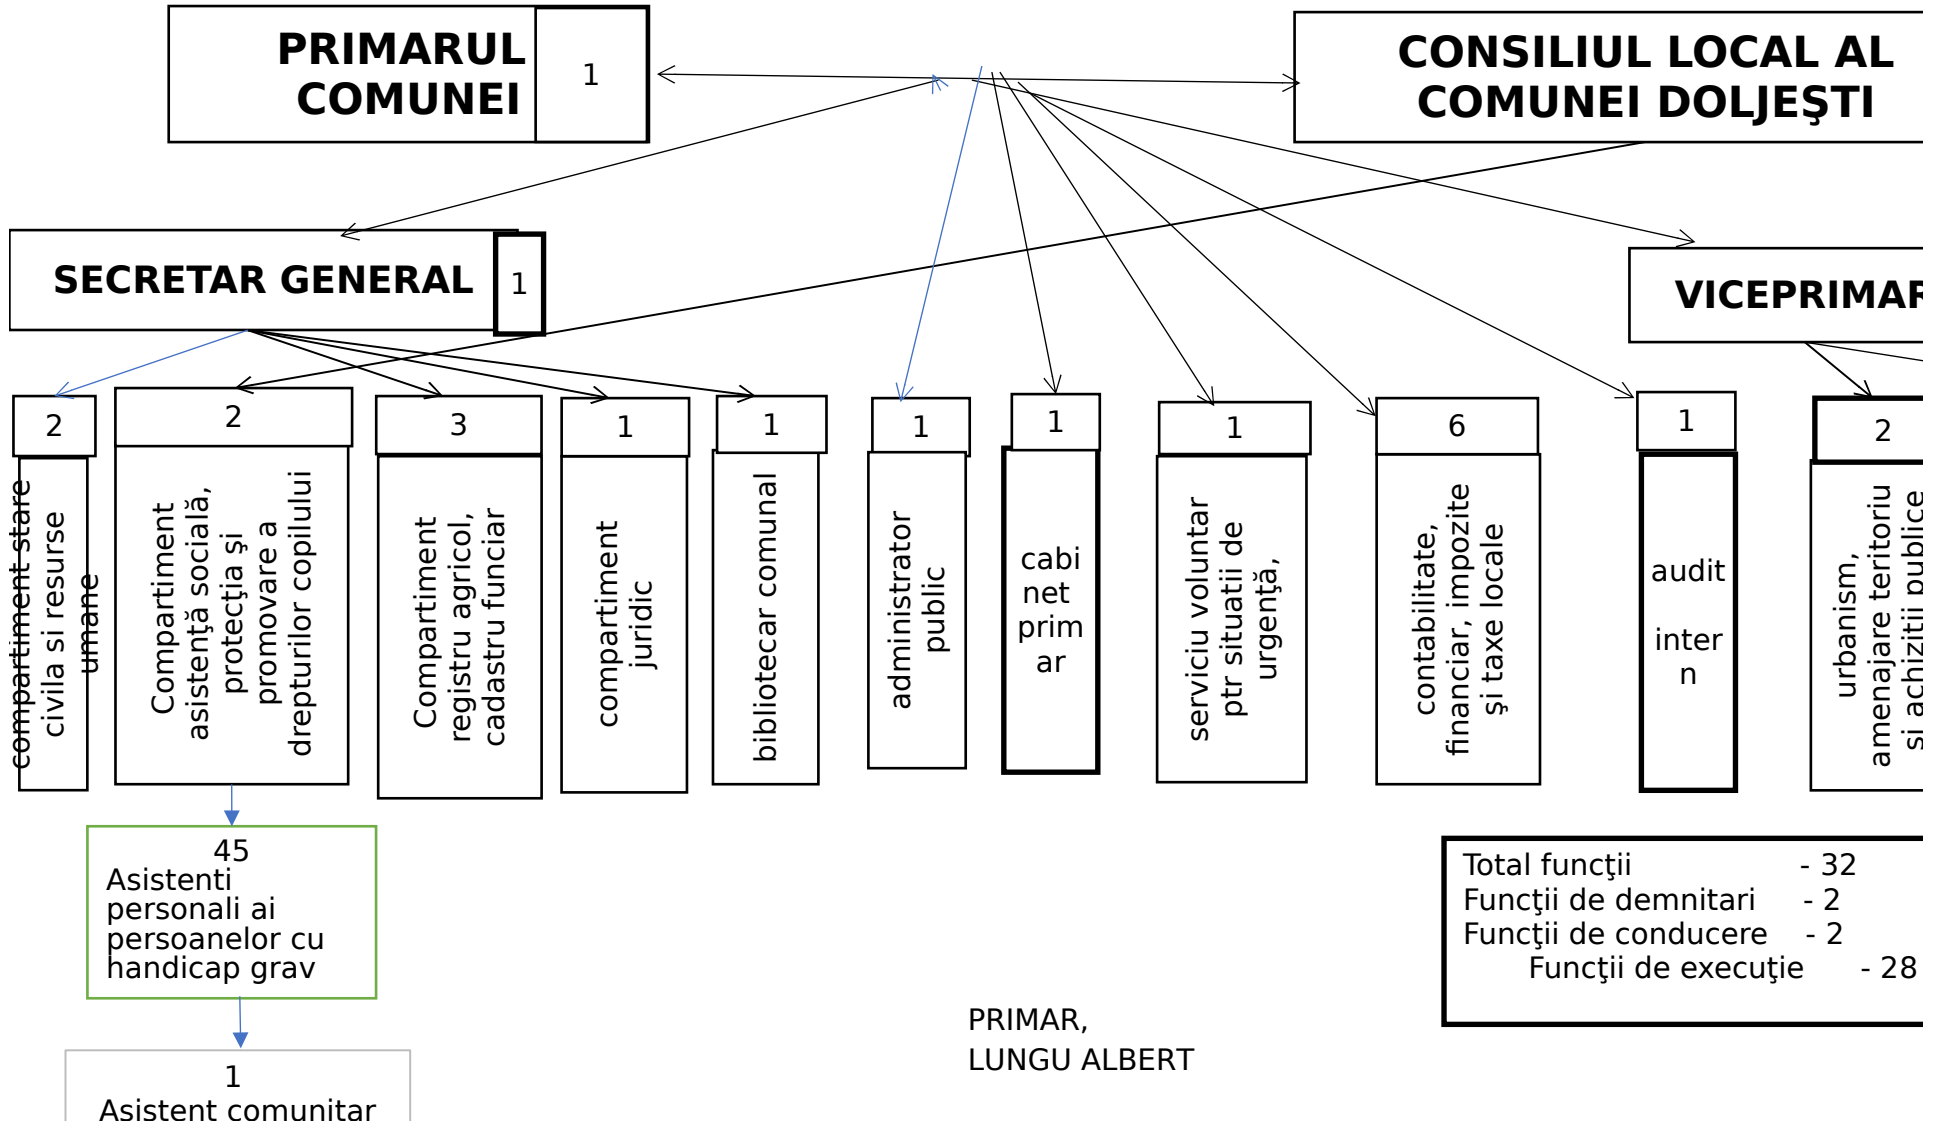 PRIMARUL
COMUNEI
1
CONSILIUL LOCAL AL
COMUNEI DOLJEŞTI
SECRETAR GENERAL
1
VICEPRIMAR
2
compartiment stare
civila si resurse
umane
2
Compartiment
asistenţă socială,
protecţia şi
promovare a
drepturilor copilului
3
Compartiment
registru agricol,
cadastru funciar
1
compartiment
juridic
1
bibliotecar comunal
1
administrator
public
1
cabi
net
prim
ar
1
serviciu voluntar
ptr situatii de
urgenţă,
6
contabilitate,
financiar, impozite
şi taxe locale
1
audit
inter
n
2
urbanism,
amenajare teritoriu
si achizitii publice
45
Asistenti
personali ai
persoanelor cu
handicap grav
1
Asistent comunitar
Total funcţii - 32
Funcţii de demnitari - 2
Funcţii de conducere - 2
Funcţii de execuţie - 28
PRIMAR,
LUNGU ALBERT